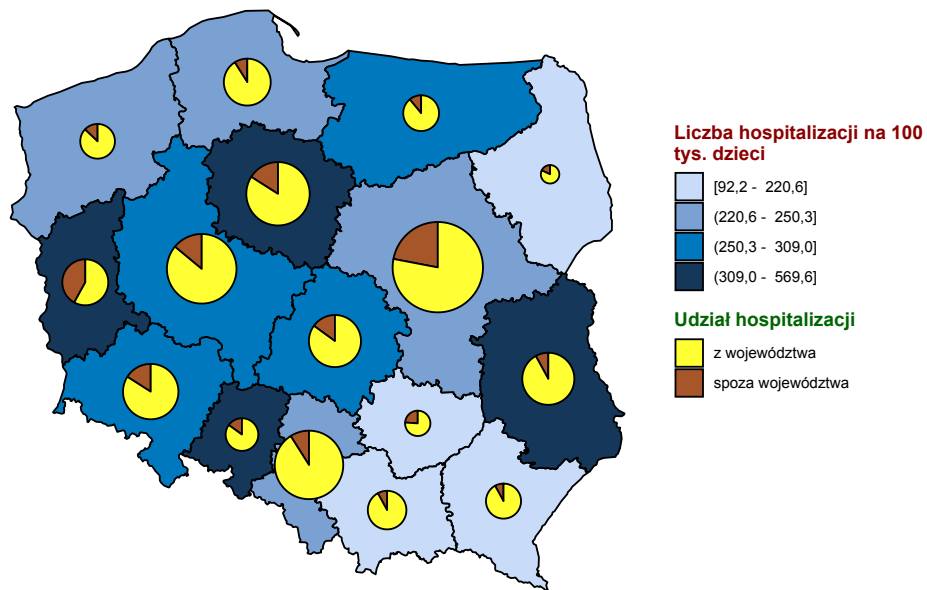 Liczba hospitalizacji na 100
tys. dzieci
[92,2 - 220,6]
(220,6 - 250,3]
(250,3 - 309,0]
(309,0 - 569,6]
Udział hospitalizacji
z województwa
spoza województwa